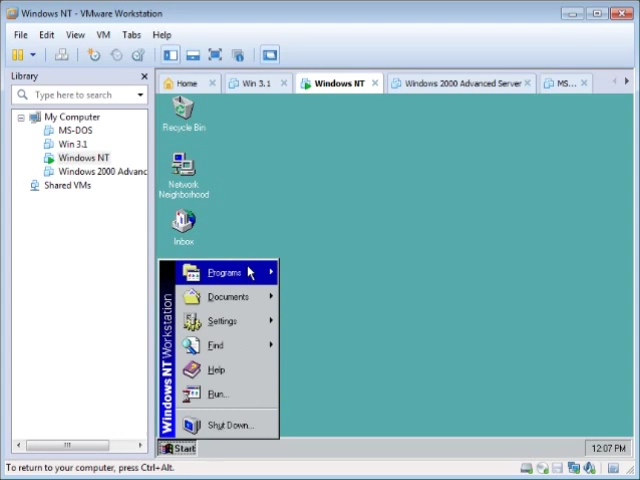 Windows NT - VMware Workstation
File Edit View VM Tabs Help
Library
Type here to search
My Computer
MS-DOS
Win 3.1
Windows NT
Windows 2000 Advanc
Shared VMs
Home
Win 3.1
Windows NT
Windows 2000 Advanced Server
MS...
Recycle Bin
Network
Neighborhood
Inbox
Windows NT Workstation
Programs
Documents
Settings
Find
Help
Run...
Shut Down...
Start
12:07 PM
To return to your computer, press Ctrl+Alt.